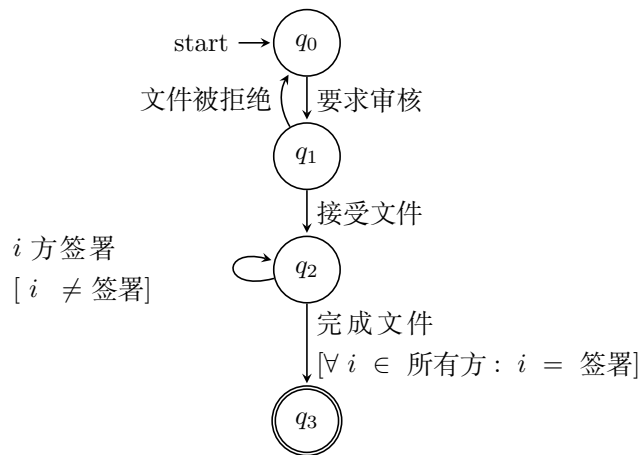 start
q0
文件被拒绝
要求审核
q1
接受文件
i 方签署
[ i ≠ 签署]
q2
完成文件
[∀ i ∈ 所有方: i = 签署]
q3